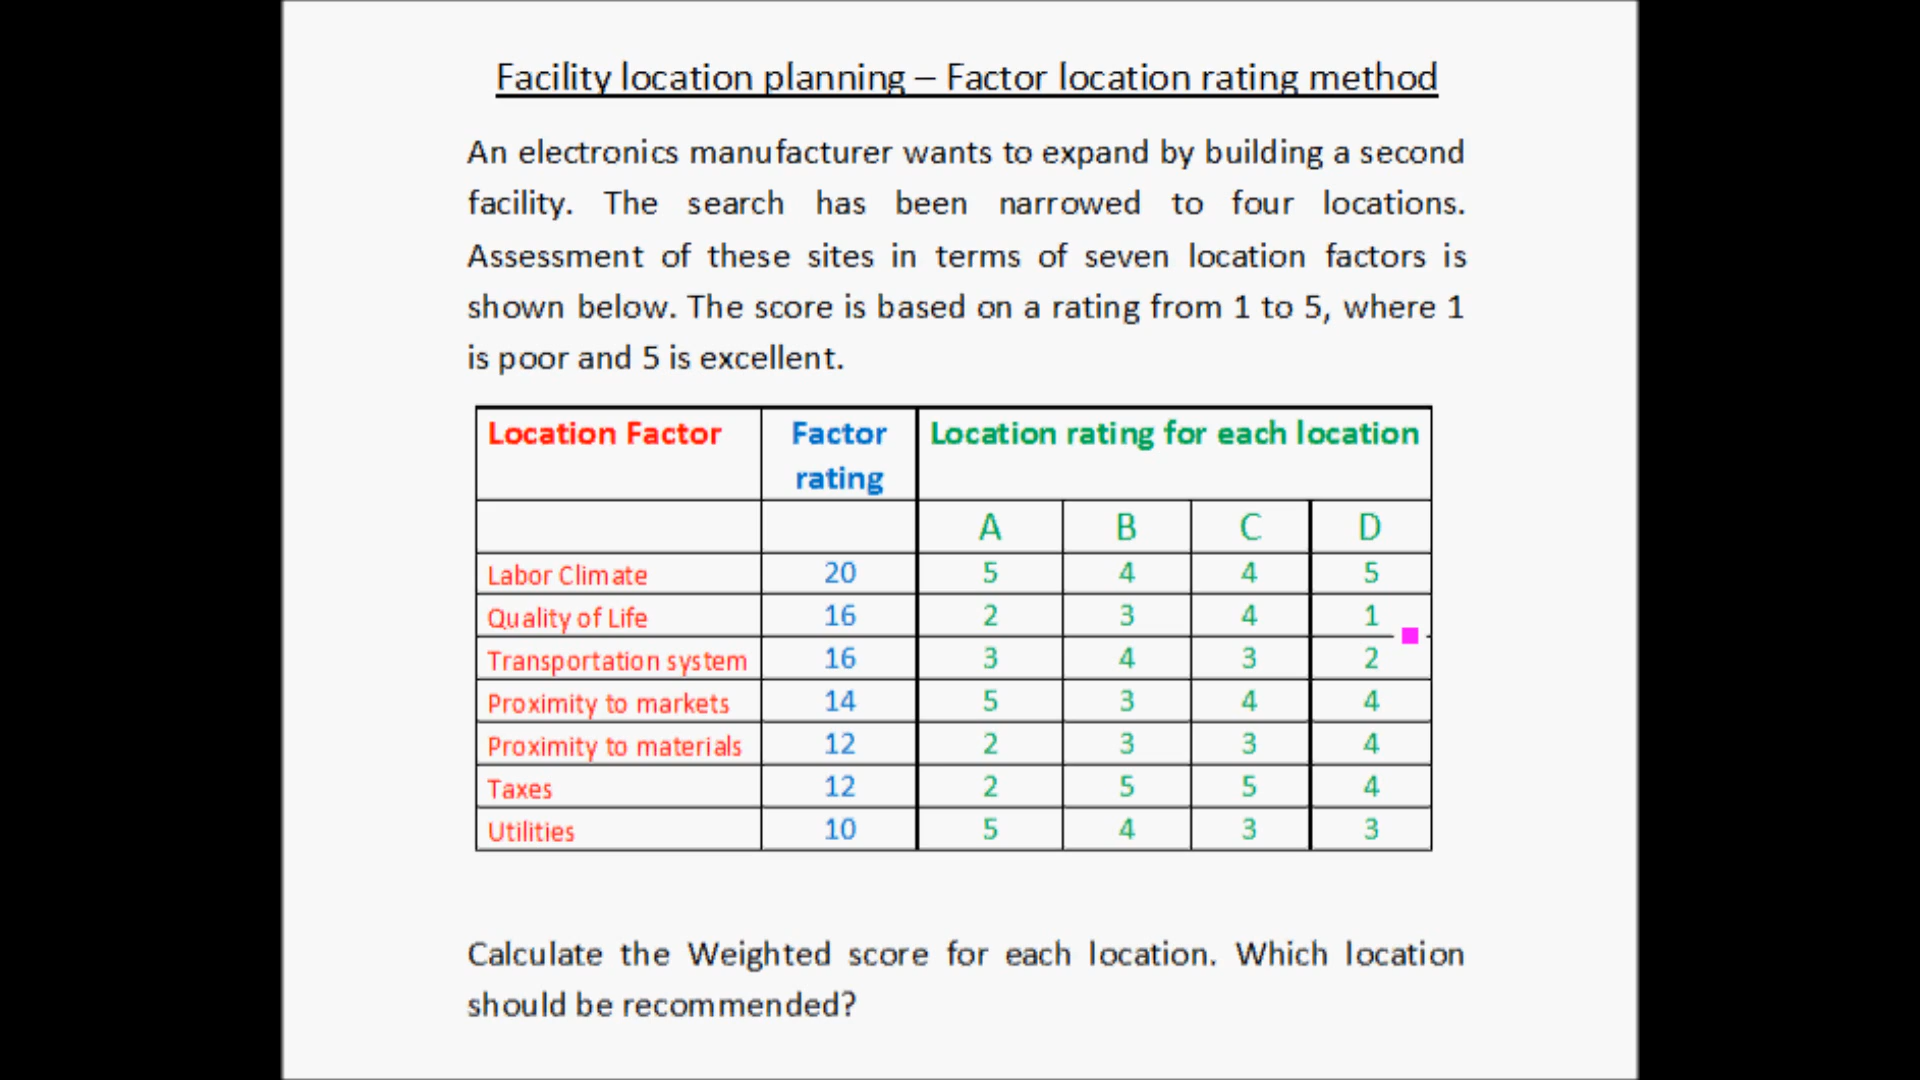 Facility location planning – Factor location rating method
An electronics manufacturer wants to expand by building a second
facility. The search has been narrowed to four locations.
Assessment of these sites in terms of seven location factors is
shown below. The score is based on a rating from 1 to 5, where 1
is poor and 5 is excellent.
Location Factor Factor rating Location rating for each location
A B C D
Labor Climate 20 5 4 4 5
Quality of Life 16 2 3 4 1
Transportation system 16 3 4 3 2
Proximity to markets 14 5 3 4 4
Proximity to materials 12 2 3 3 4
Taxes 12 2 5 5 4
Utilities 10 5 4 3 3
Calculate the Weighted score for each location. Which location
should be recommended?